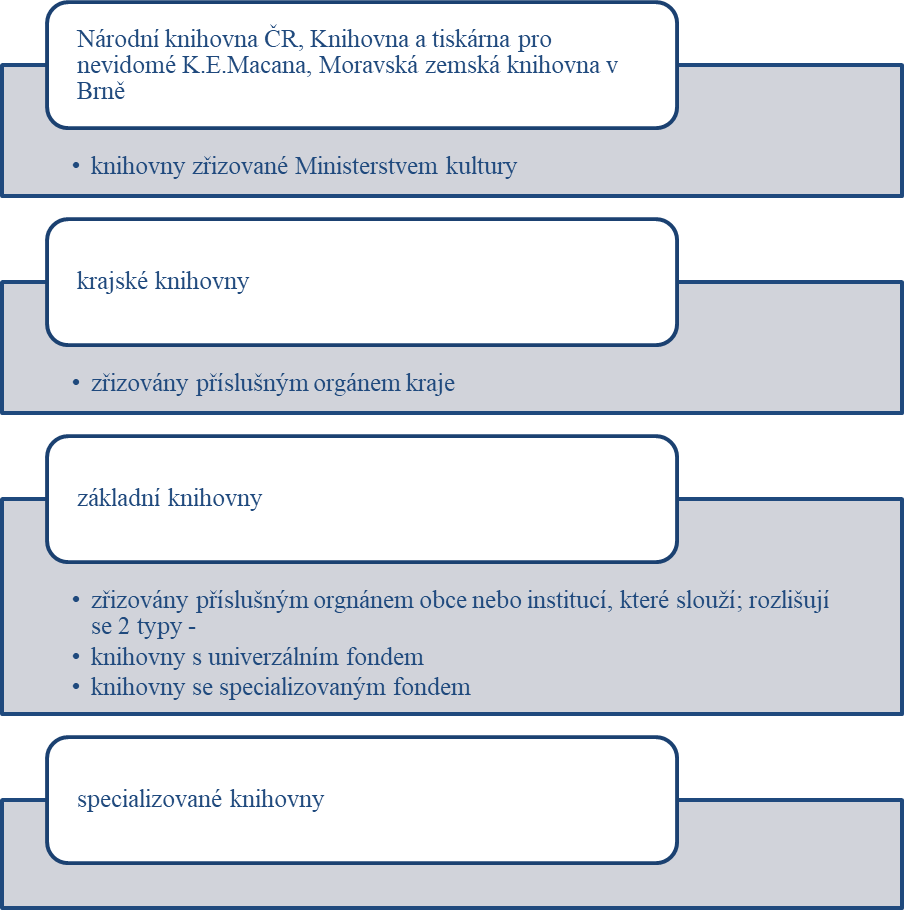 Národní knihovna ČR, Knihovna a tiskárna pro
nevidomé K.E.Macana, Moravská zemská knihovna v
Brně
• knihovny zřizované Ministerstvem kultury
krajské knihovny
• zřizovány příslušným orgánem kraje
základní knihovny
• zřizovány příslušným orgnánem obce nebo institucí, které slouží; rozlišují
se 2 typy -
• knihovny s univerzálním fondem
• knihovny se specializovaným fondem
specializované knihovny